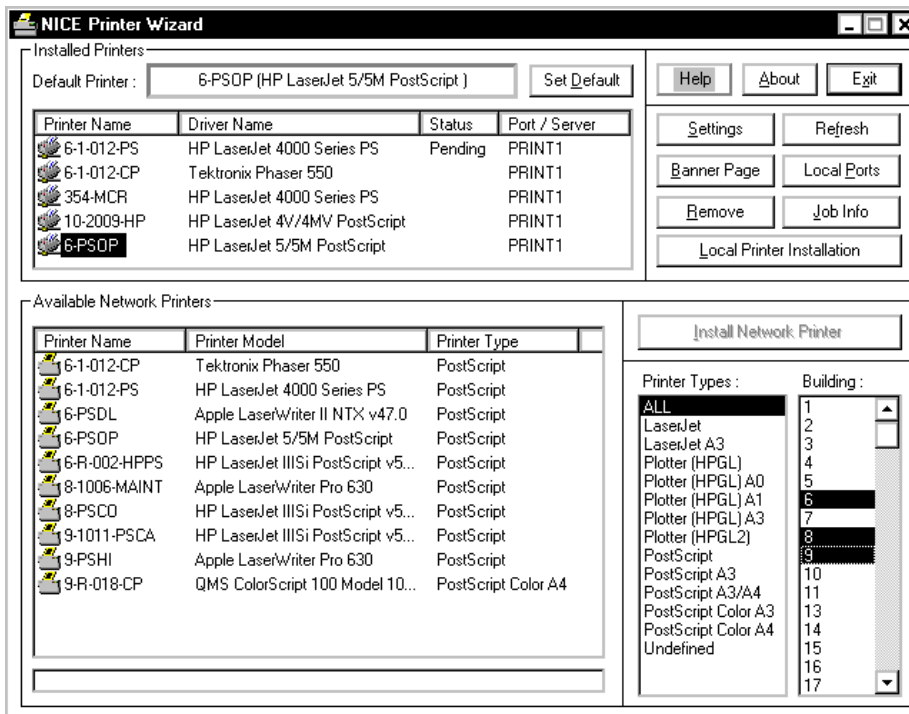 NICE Printer Wizard
Installed Printers
Default Printer : 6-PSOP (HP LaserJet 5/5M PostScript ) Set Default
Help About Exit
Printer Name Driver Name Status Port / Server
6-1-012-PS HP LaserJet 4000 Series PS Pending PRINT1
6-1-012-CP Tektronix Phaser 550 PRINT1
354-MCR HP LaserJet 4000 Series PS PRINT1
10-2009-HP HP LaserJet 4V/4MV PostScript PRINT1
6-PSOP HP LaserJet 5/5M PostScript PRINT1
Settings Refresh
Banner Page Local Ports
Remove Job Info
Local Printer Installation
Available Network Printers
Printer Name Printer Model Printer Type
6-1-012-CP Tektronix Phaser 550 PostScript
6-1-012-PS HP LaserJet 4000 Series PS PostScript
6-PSDL Apple LaserWriter II NTX v47.0 PostScript
6-PSOP HP LaserJet 5/5M PostScript PostScript
6-R-002-HPPS HP LaserJet IIISi PostScript v5... PostScript
8-1006-MAINT Apple LaserWriter Pro 630 PostScript
8-PSCO HP LaserJet IIISi PostScript v5... PostScript
9-1011-PSCA HP LaserJet IIISi PostScript v5... PostScript
9-PSHI Apple LaserWriter Pro 630 PostScript
9-R-018-CP QMS ColorScript 100 Model 10... PostScript Color A4
Install Network Printer
Printer Types :
ALL
LaserJet
LaserJet A3
Plotter (HPGL)
Plotter (HPGL) A0
Plotter (HPGL) A1
Plotter (HPGL) A3
Plotter (HPGL2)
PostScript
PostScript A3
PostScript A3/A4
PostScript Color A3
PostScript Color A4
Undefined
Building :
1
2
3
4
5
6
7
8
9
10
11
13
14
15
16
17